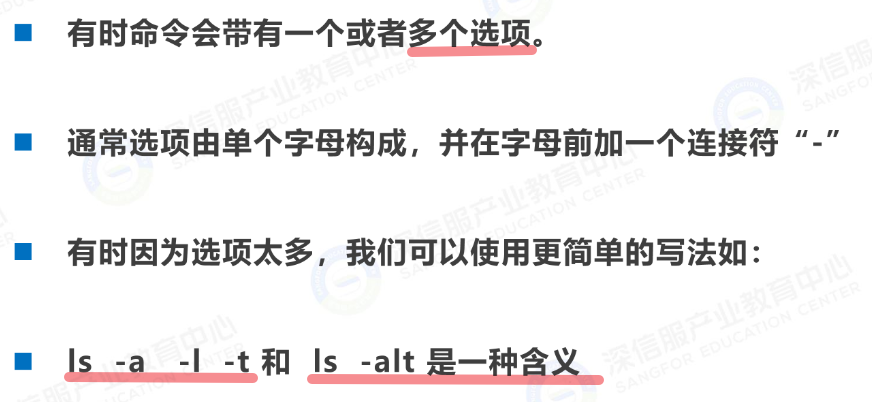 有时命令会带有一个或者多个选项。
通常选项由单个字母构成，并在字母前加一个连接符“-”
有时因为选项太多，我们可以使用更简单的写法如：
ls -a -l -t 和 ls -alt 是一种含义
深信服产业教育中心
SANGFOR EDUCATION CENTER